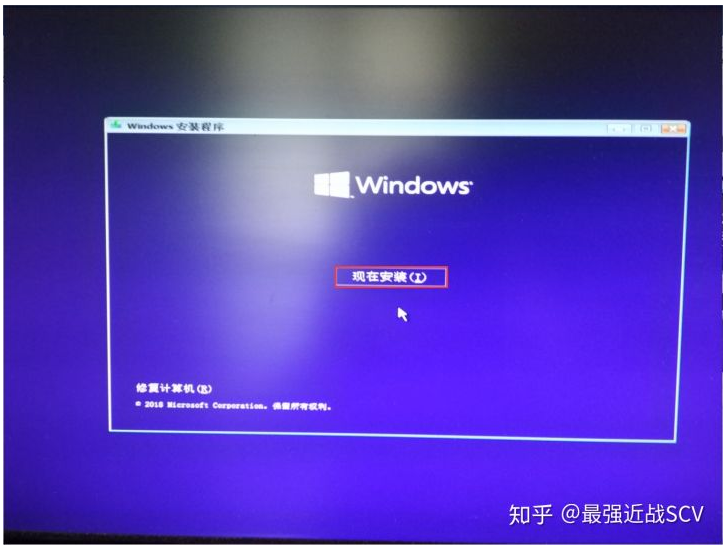 Windows 安装程序
Windows
现在安装(I)
修复计算机(R)
© 2018 Microsoft Corporation。保留所有权利。
知乎 @最强近战SCV